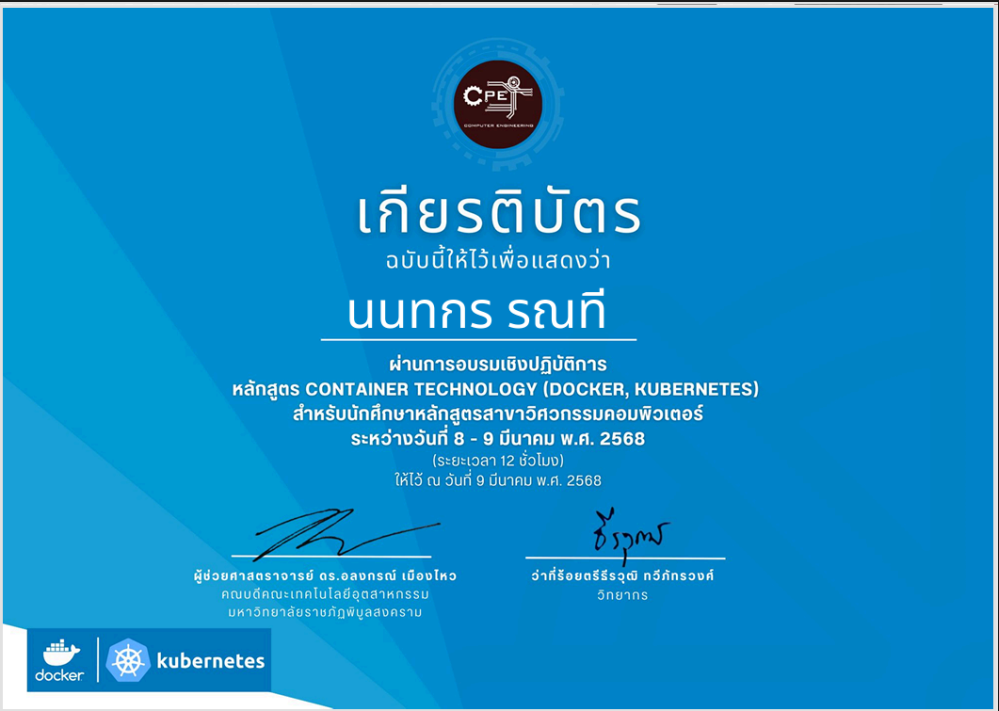 CPE
COMPUTER ENGINEERING
เกียรติบัตร
ฉบับนี้ให้ไว้เพื่อแสดงว่า
นนทกร รณที
ผ่านการอบรมเชิงปฏิบัติการ
หลักสูตร CONTAINER TECHNOLOGY (DOCKER, KUBERNETES)
สำหรับนักศึกษาหลักสูตรสาขาวิศวกรรมคอมพิวเตอร์
ระหว่างวันที่ 8 - 9 มีนาคม พ.ศ. 2568
(ระยะเวลา 12 ชั่วโมง)
ให้ไว้ ณ วันที่ 9 มีนาคม พ.ศ. 2568
ธีรวุฒิ
ผู้ช่วยศาสตราจารย์ ดร.อลงกรณ์ เมืองไหว
คณบดีคณะเทคโนโลยีอุตสาหกรรม
มหาวิทยาลัยราชภัฏพิบูลสงคราม
ว่าที่ร้อยตรีธีรวุฒิ ทวีภัทรวงศ์
วิทยากร
docker
kubernetes